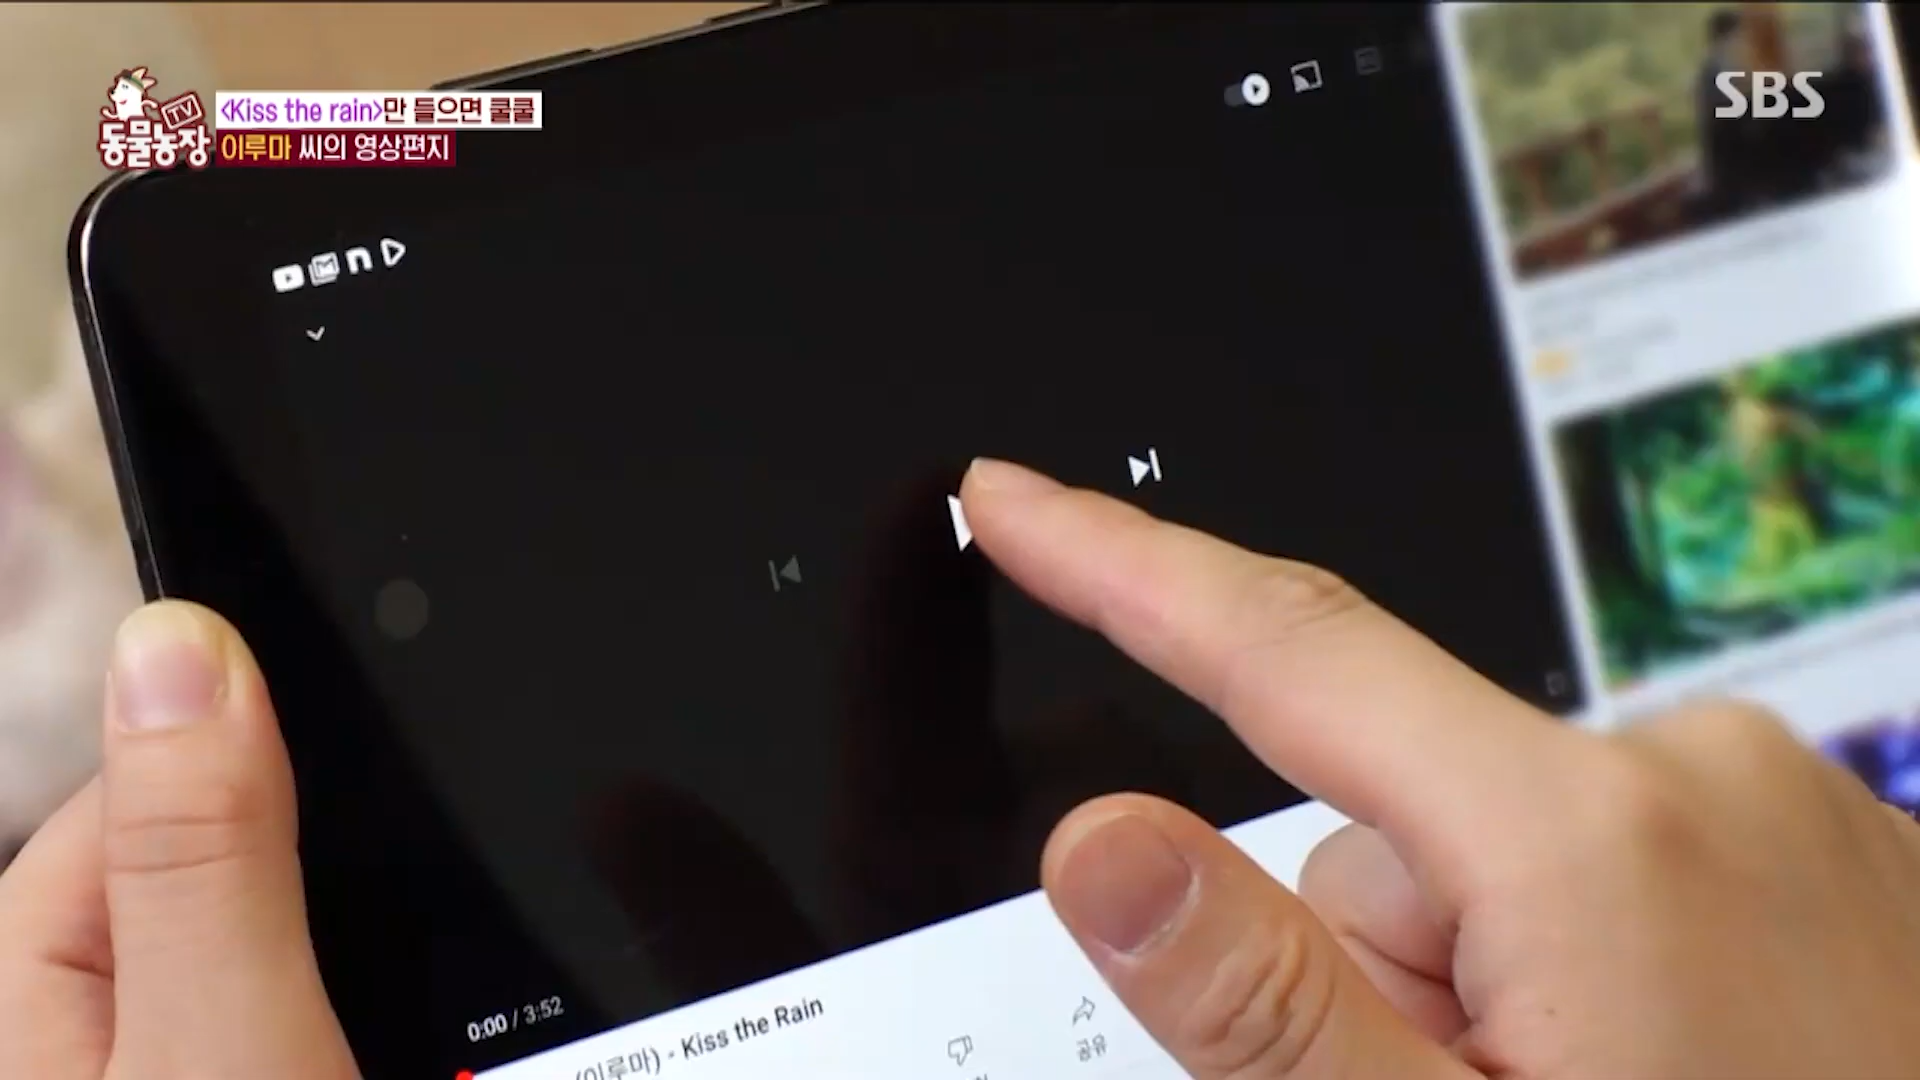 <Kiss the rain>만 들으면 쿨쿨
SBS
TV
동물농장
이루마 씨의 영상편지
0:00 / 3:52
(이루마) - Kiss the Rain
공유